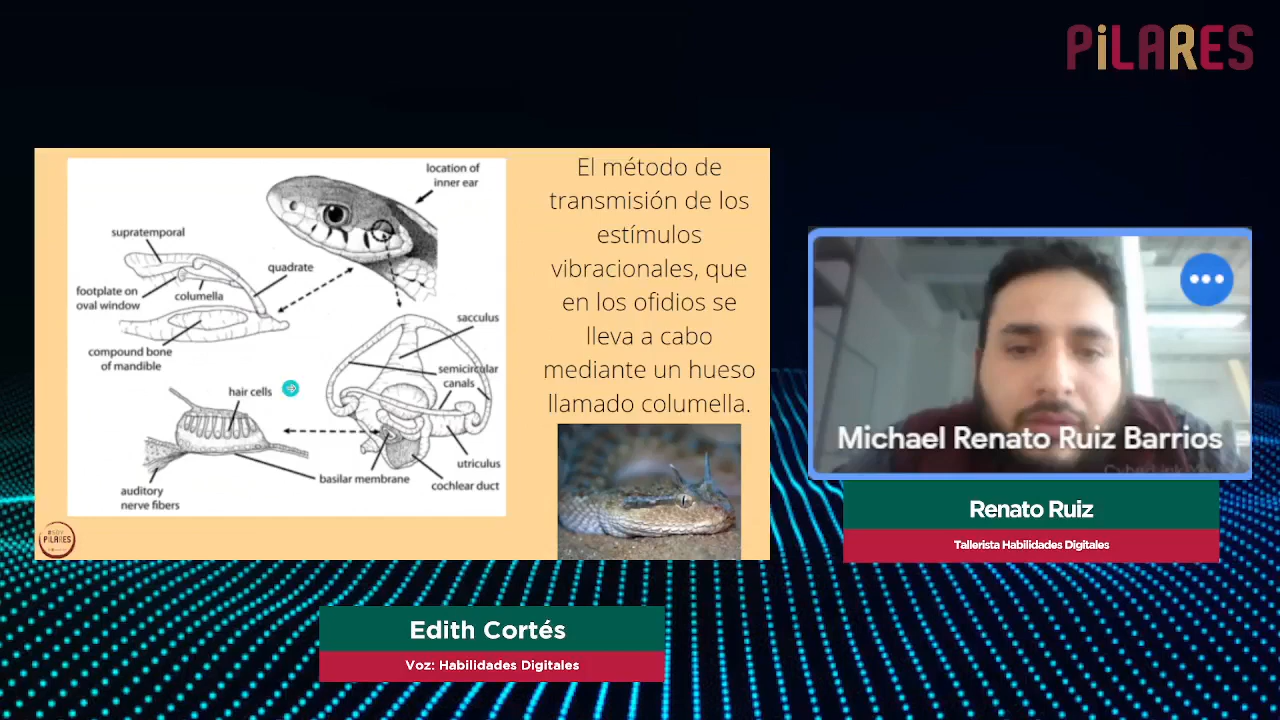 PiLARES
location of
inner ear
supratemporal
quadrate
footplate on
oval window
columella
sacculus
compound bone
of mandible
semicircular
canals
hair cells
utriculus
basilar membrane
cochlear duct
auditory
nerve fibers
El método de
transmisión de los
estímulos
vibracionales, que
en los ofidios se
lleva a cabo
mediante un hueso
llamado columella.
PILARES
Michael Renato Ruiz Barrios
Renato Ruiz
Tallerista Habilidades Digitales
Edith Cortés
Voz: Habilidades Digitales